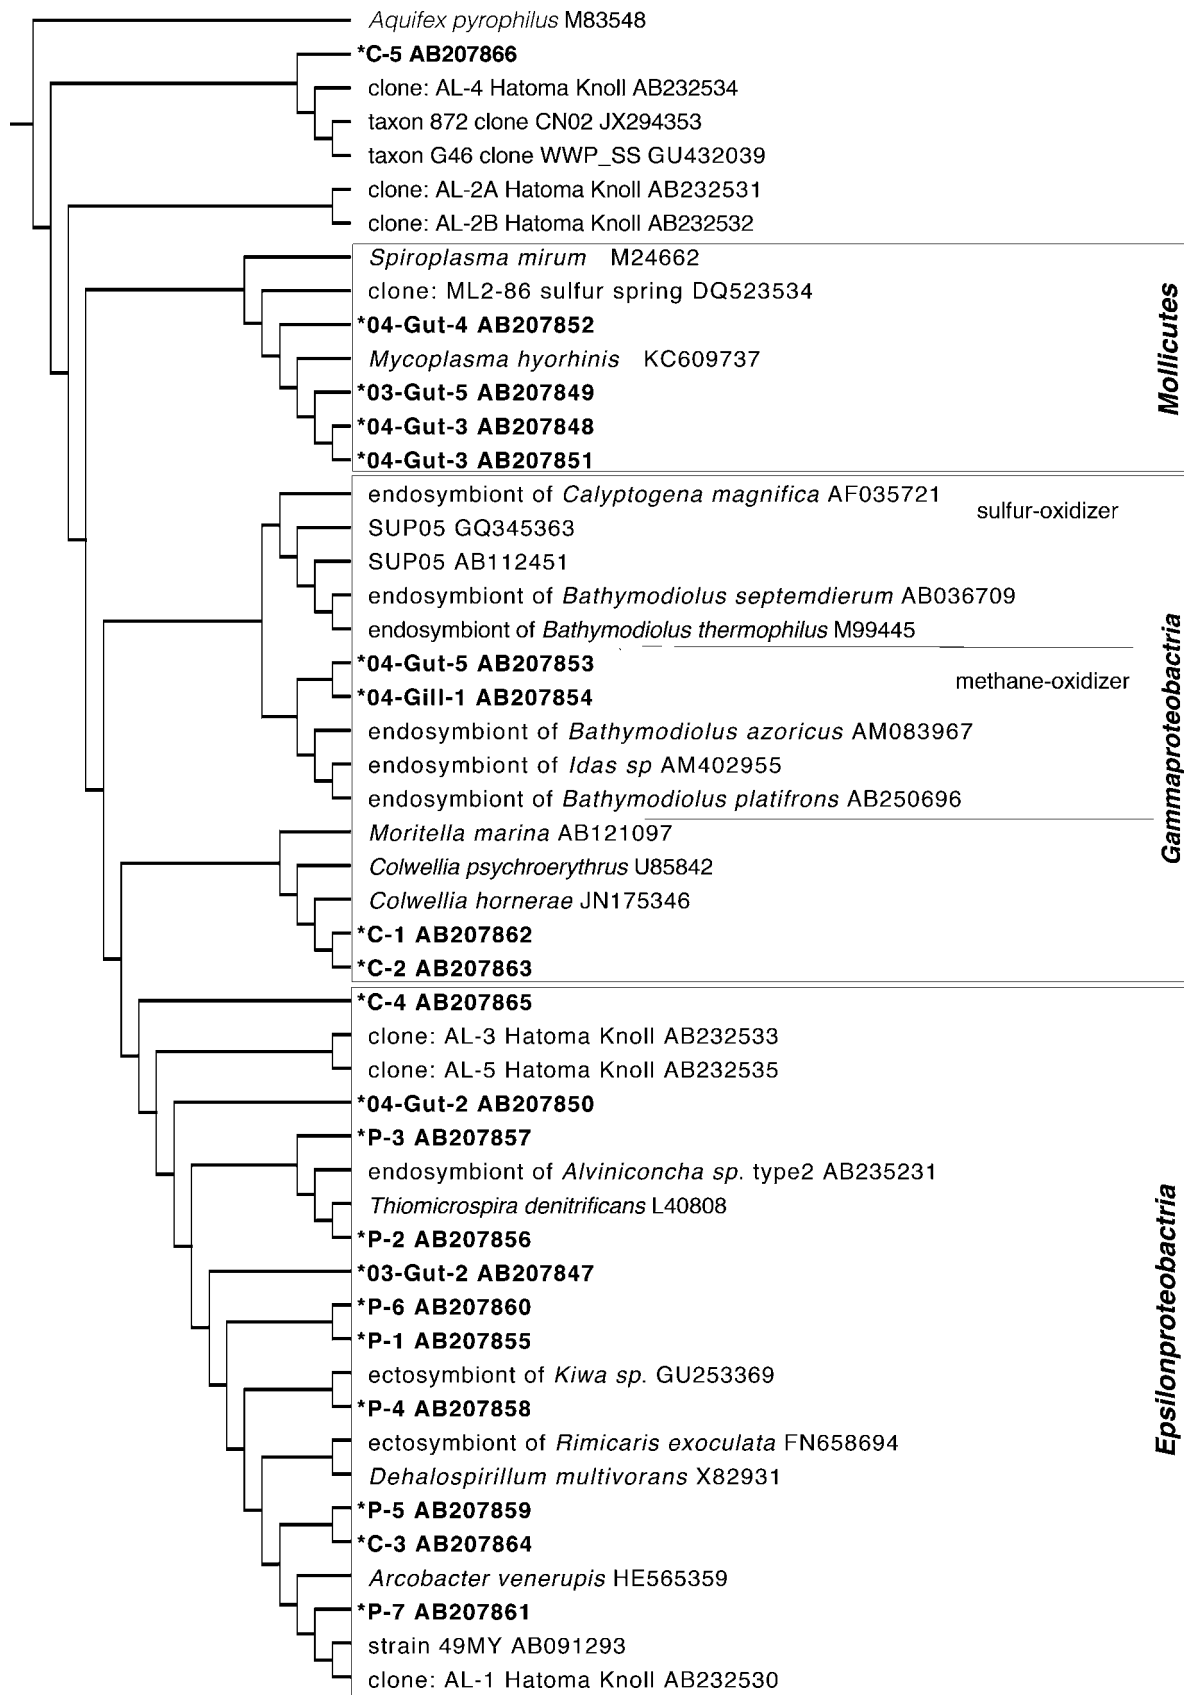 Aquifex pyrophilus M83548
*C-5 AB207866
clone: AL-4 Hatoma Knoll AB232534
taxon 872 clone CN02 JX294353
taxon G46 clone WWP_SS GU432039
clone: AL-2A Hatoma Knoll AB232531
clone: AL-2B Hatoma Knoll AB232532
Spiroplasma mirum M24662
clone: ML2-86 sulfur spring DQ523534
*04-Gut-4 AB207852
Mycoplasma hyorhinis KC609737
*03-Gut-5 AB207849
*04-Gut-3 AB207848
*04-Gut-3 AB207851
Mollicutes
endosymbiont of Calyptogena magnifica AF035721
sulfur-oxidizer
SUP05 GQ345363
SUP05 AB112451
endosymbiont of Bathymodiolus septemdierum AB036709
endosymbiont of Bathymodiolus thermophilus M99445
*04-Gut-5 AB207853
methane-oxidizer
*04-Gill-1 AB207854
endosymbiont of Bathymodiolus azoricus AM083967
endosymbiont of Idas sp AM402955
endosymbiont of Bathymodiolus platifrons AB250696
Moritella marina AB121097
Colwellia psychroerythrus U85842
Colwellia hornerae JN175346
*C-1 AB207862
*C-2 AB207863
Gammaproteobactria
*C-4 AB207865
clone: AL-3 Hatoma Knoll AB232533
clone: AL-5 Hatoma Knoll AB232535
*04-Gut-2 AB207850
*P-3 AB207857
endosymbiont of Alviniconcha sp. type2 AB235231
Thiomicrospira denitrificans L40808
*P-2 AB207856
*03-Gut-2 AB207847
*P-6 AB207860
*P-1 AB207855
ectosymbiont of Kiwa sp. GU253369
*P-4 AB207858
ectosymbiont of Rimicaris exoculata FN658694
Dehalospirillum multivorans X82931
*P-5 AB207859
*C-3 AB207864
Arcobacter venerupis HE565359
*P-7 AB207861
strain 49MY AB091293
clone: AL-1 Hatoma Knoll AB232530
Epsilonproteobactria